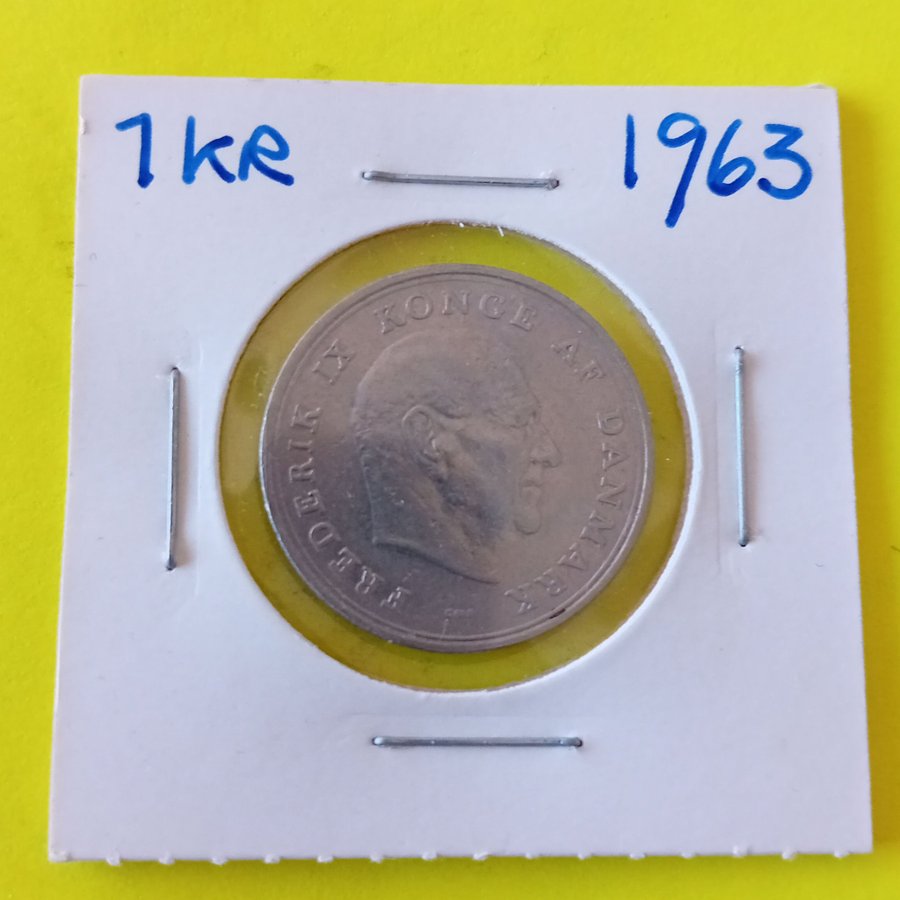 1KR 1963
FREDERIK IX KONGE AF DANMARK